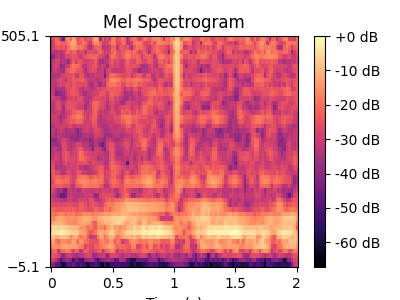 Mel Spectrogram
505.1
−5.1
0
0.5
1
1.5
2
+0 dB
-10 dB
-20 dB
-30 dB
-40 dB
-50 dB
-60 dB